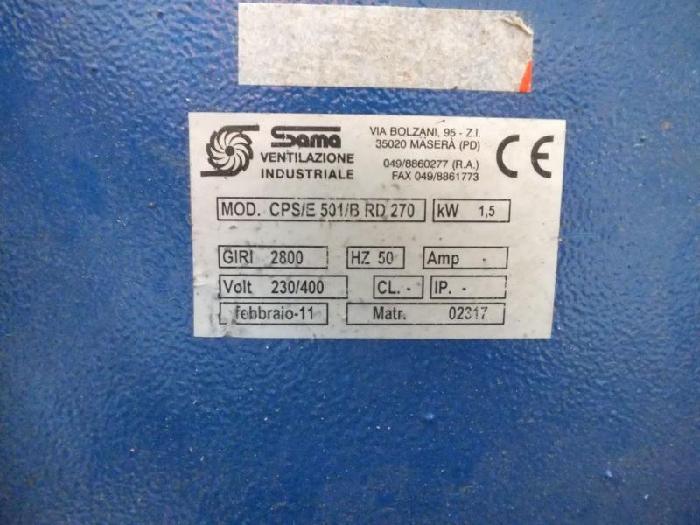 Sama
VENTILAZIONE
INDUSTRIALE
VIA BOLZANI, 95 - Z.I.
35020 MASERÀ (PD)
049/8860277 (R.A.)
FAX 049/8861773
CE
MOD. CPS/E 501/B RD 270
kW 1,5
GIRI 2800
HZ 50
Amp -
Volt 230/400
CL. -
IP. -
febbraio-11
Matr. 02317